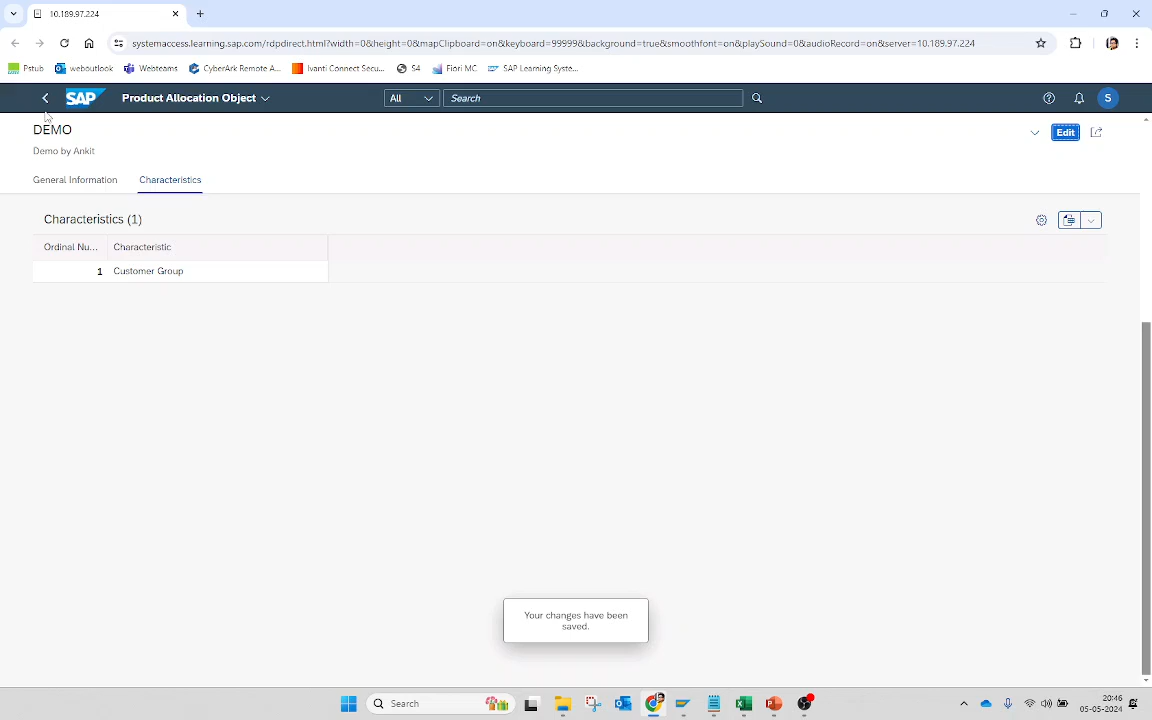 10.189.97.224
systemaccess.learning.sap.com/rdpdirect.html?width=0&height=0&mapClipboard=on&keyboard=99999&background=true&smoothfont=on&playSound=0&audioRecord=on&server=10.189.97.224
Pstub weboutlook Webteams CyberArk Remote A... Ivanti Connect Secu... S4 Fiori MC SAP Learning Syste...
SAP Product Allocation Object All Search S
DEMO
Edit
Demo by Ankit
General Information Characteristics
Characteristics (1)
Ordinal Nu... Characteristic
1 Customer Group
Your changes have been
saved.
Search
20:46
05-05-2024